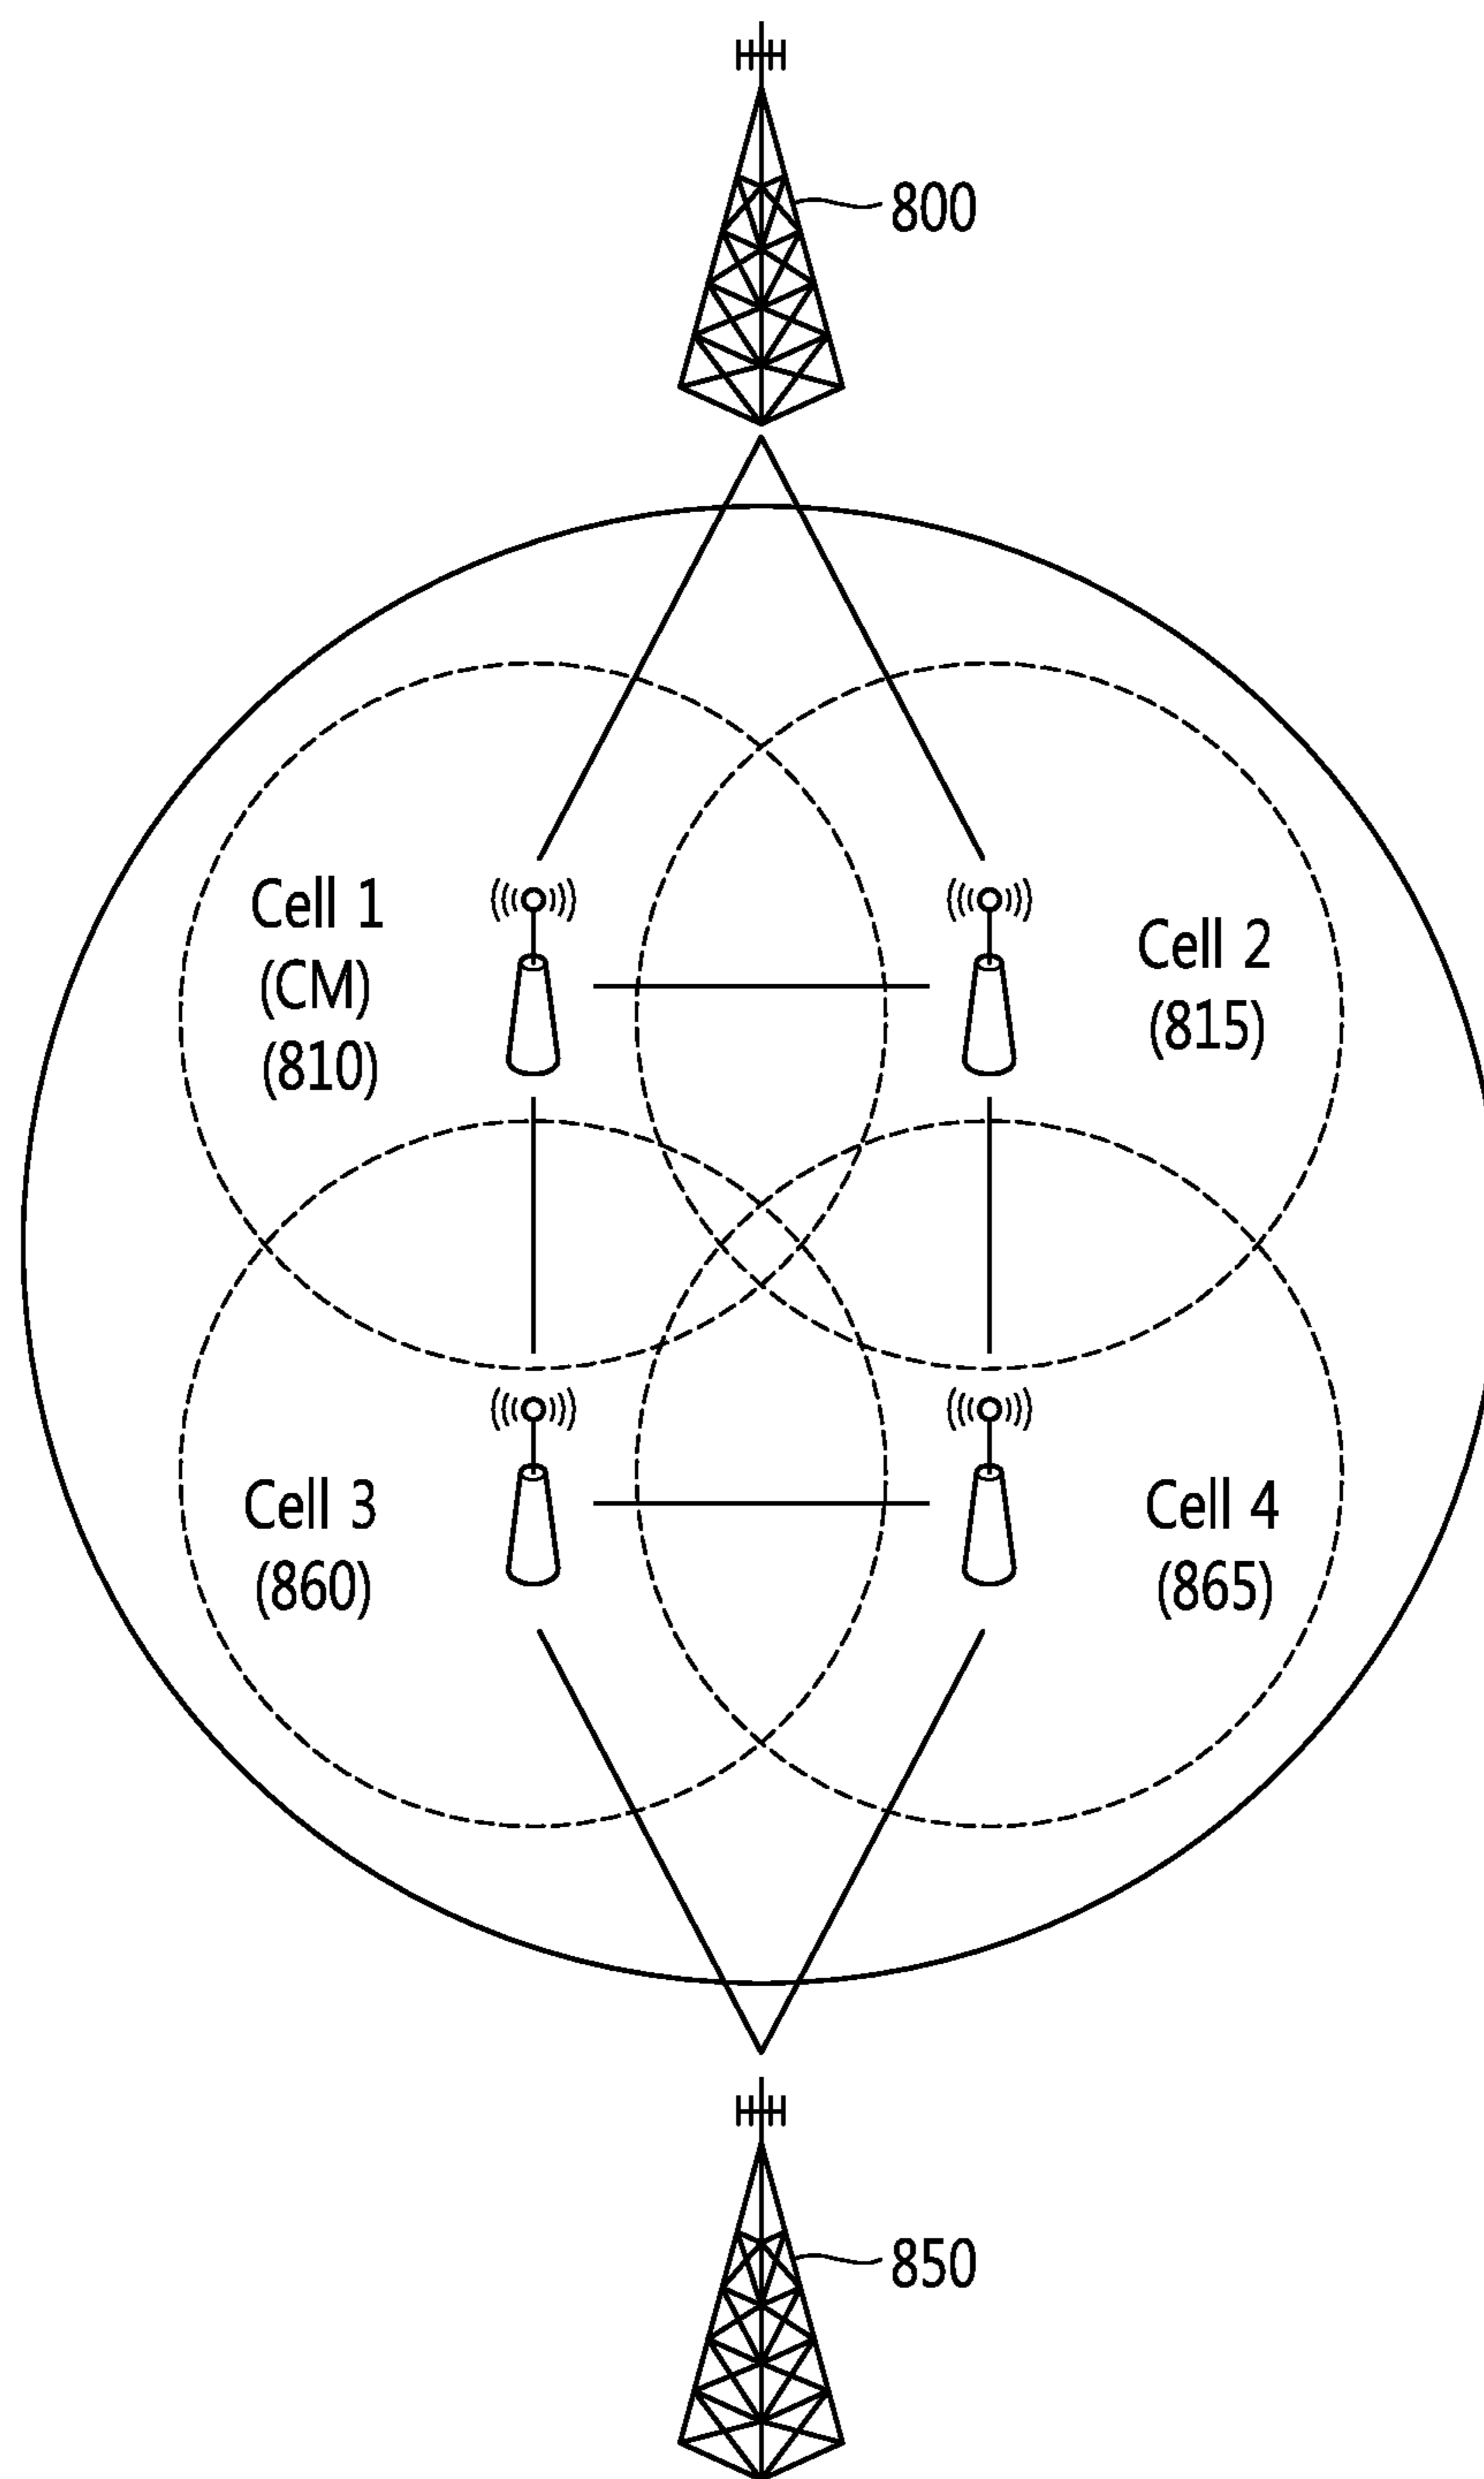 800
Cell 1
(CM)
(810)
Cell 2
(815)
Cell 3
(860)
Cell 4
(865)
850